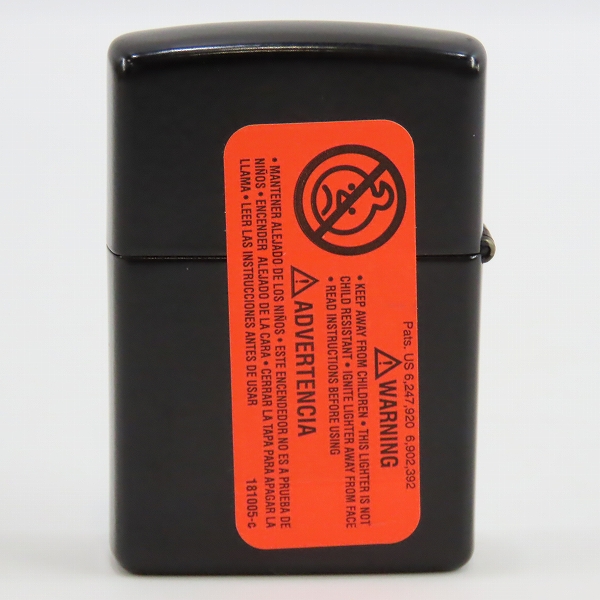 Pats. US 6,247,920 6,902,392
⚠WARNING
• KEEP AWAY FROM CHILDREN • THIS LIGHTER IS NOT
CHILD RESISTANT • IGNITE LIGHTER AWAY FROM FACE
• READ INSTRUCTIONS BEFORE USING
⚠ADVERTENCIA
• MANTENER ALEJADO DE LOS NIÑOS • ESTE ENCENDEDOR NO ES A PRUEBA DE
NIÑOS • ENCENDER ALEJADO DE LA CARA • CERRAR LA TAPA PARA APAGAR LA
LLAMA • LEER LAS INSTRUCCIONES ANTES DE USAR
181005-c